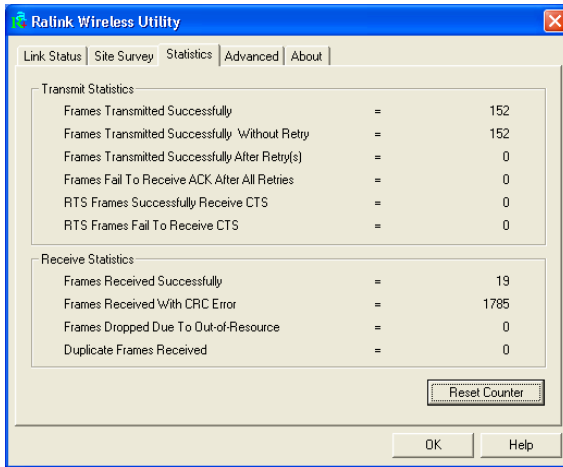 Ralink Wireless Utility
Link Status Site Survey Statistics Advanced About
Transmit Statistics
Frames Transmitted Successfully = 152
Frames Transmitted Successfully Without Retry = 152
Frames Transmitted Successfully After Retry(s) = 0
Frames Fail To Receive ACK After All Retries = 0
RTS Frames Successfully Receive CTS = 0
RTS Frames Fail To Receive CTS = 0
Receive Statistics
Frames Received Successfully = 19
Frames Received With CRC Error = 1785
Frames Dropped Due To Out-of-Resource = 0
Duplicate Frames Received = 0
Reset Counter
OK Help